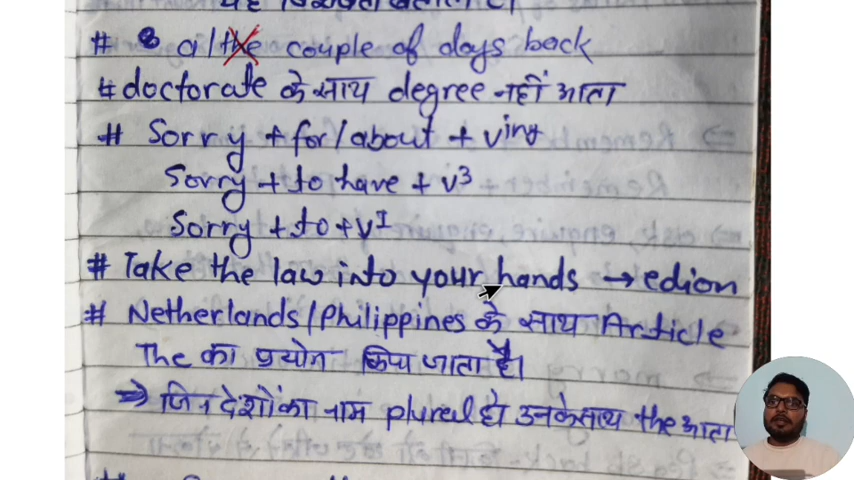 # a/the couple of days back
# doctorate के साथ degree नहीं आता
# Sorry + for/about + ving
Sorry + to have + v3
Sorry + to + vI
# Take the law into your hands → edion
# Netherlands/Philippines के साथ Article
The का प्रयोग किया जाता है।
⇒ जिन देशों का नाम plural हो उनके साथ the आता